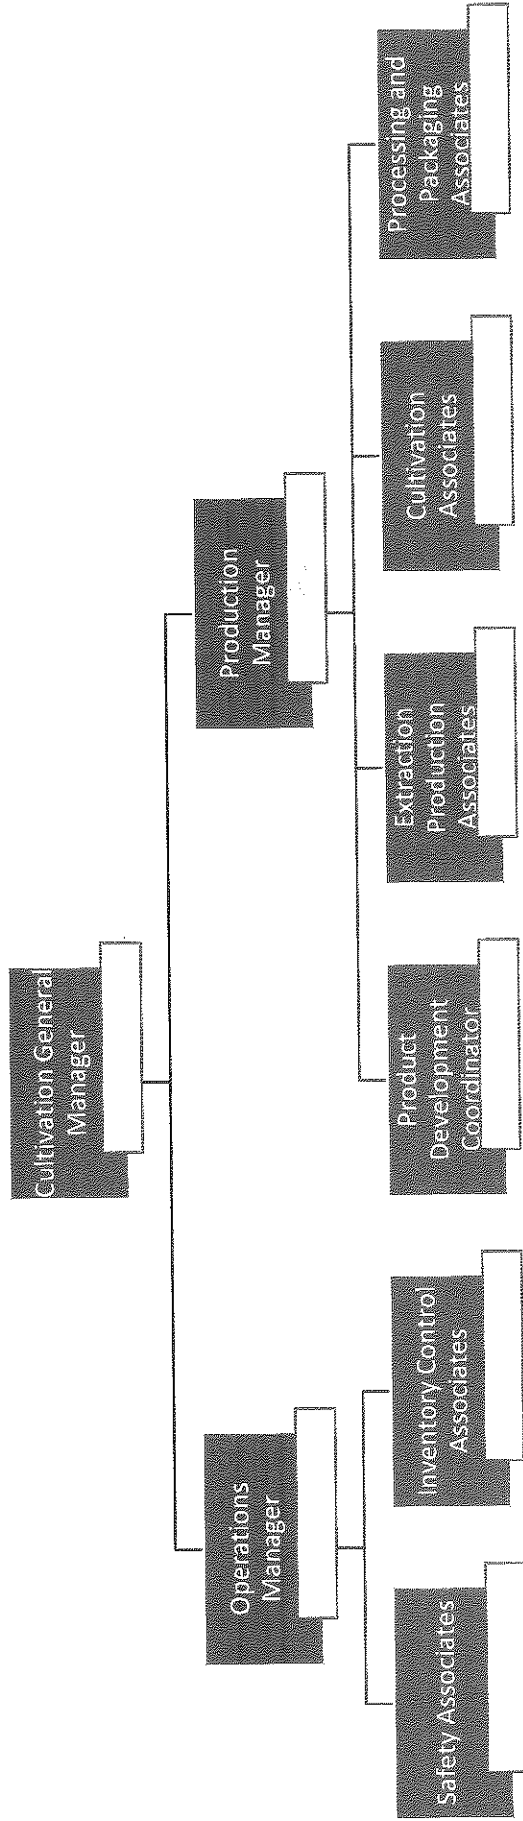 Cultivation General
Manager
Operations
Manager
Production
Manager
Safety Associates
Inventory Control
Associates
Product
Development
Coordinator
Extraction
Production
Associates
Cultivation
Associates
Processing and
Packaging
Associates